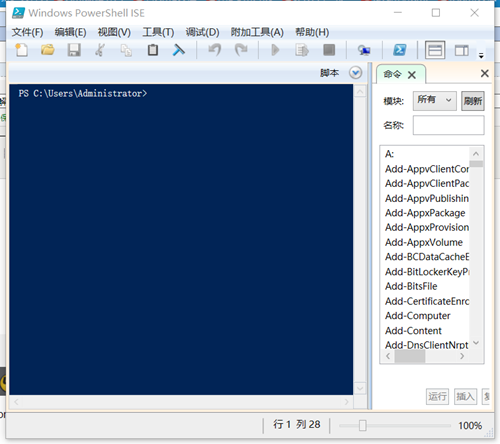 Windows PowerShell ISE
文件(F) 编辑(E) 视图(V) 工具(T) 调试(D) 附加工具(A) 帮助(H)
脚本
命令
PS C:\Users\Administrator>
模块: 所有 刷新
名称:
A:
Add-AppvClientCon
Add-AppvClientPac
Add-AppvPublishin
Add-AppxPackage
Add-AppxProvision
Add-AppxVolume
Add-BCDataCacheE
Add-BitLockerKeyPr
Add-BitsFile
Add-CertificateEnro
Add-Computer
Add-Content
Add-DnsClientNrpt
运行 插入
行 1 列 28 100%